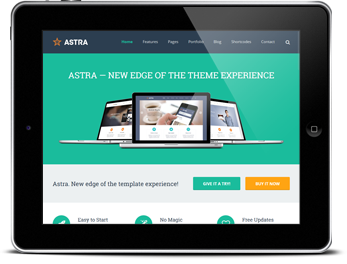 ASTRA
Home Features Pages Portfolio Blog Shortcodes Contact
ASTRA — NEW EDGE OF THE THEME EXPERIENCE
Astra. New edge of the template experience!
GIVE IT A TRY!
BUY IT NOW
Easy to Start
No Magic
Free Updates